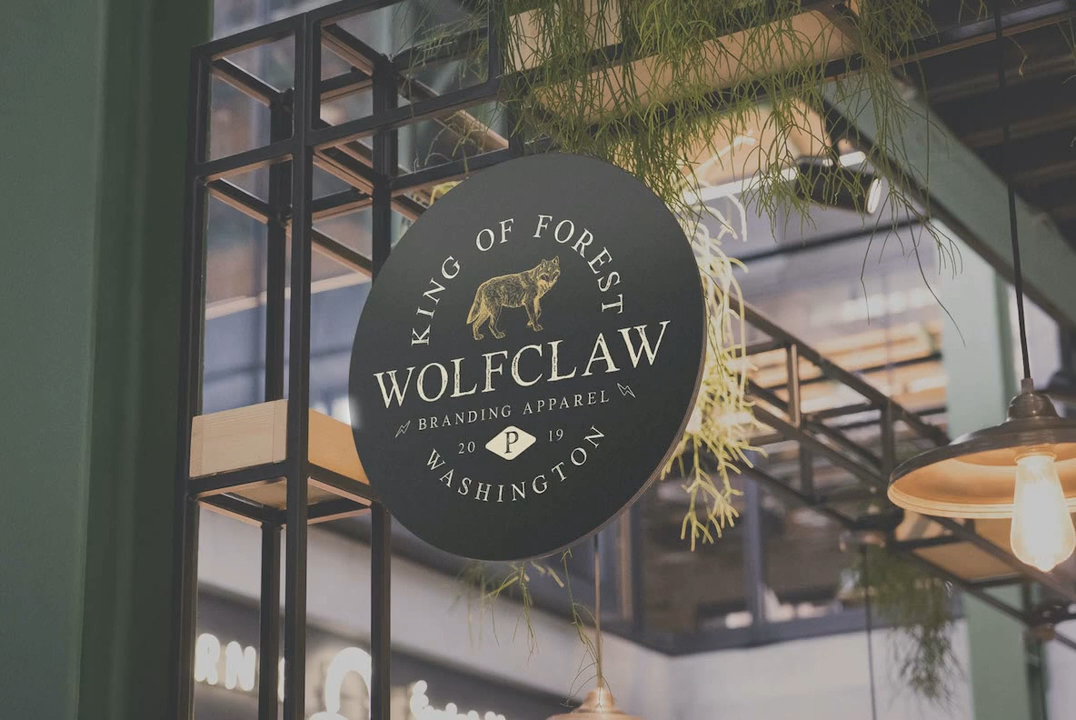 KING OF FOREST
WOLFCLAW
BRANDING APPAREL
20 P 19
WASHINGTON